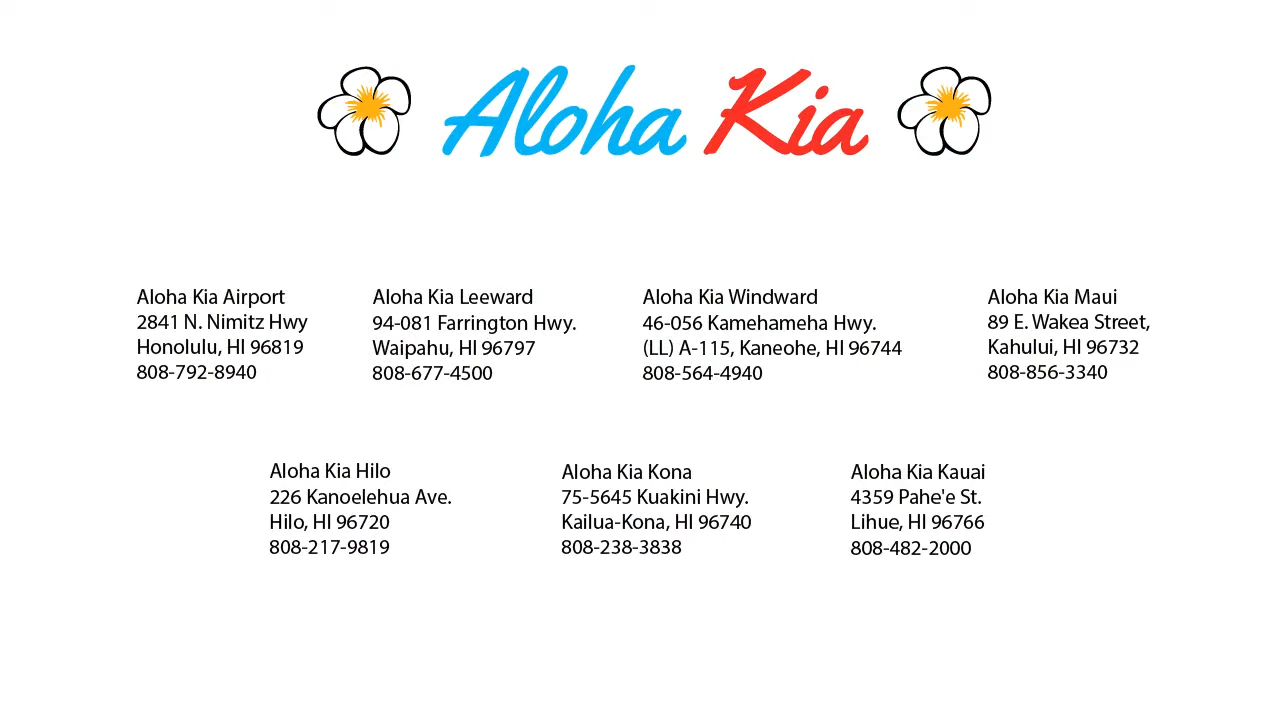 Aloha Kia
Aloha Kia Airport
2841 N. Nimitz Hwy
Honolulu, HI 96819
808-792-8940
Aloha Kia Leeward
94-081 Farrington Hwy.
Waipahu, HI 96797
808-677-4500
Aloha Kia Windward
46-056 Kamehameha Hwy.
(LL) A-115, Kaneohe, HI 96744
808-564-4940
Aloha Kia Maui
89 E. Wakea Street,
Kahului, HI 96732
808-856-3340
Aloha Kia Hilo
226 Kanoelehua Ave.
Hilo, HI 96720
808-217-9819
Aloha Kia Kona
75-5645 Kuakini Hwy.
Kailua-Kona, HI 96740
808-238-3838
Aloha Kia Kauai
4359 Pahe'e St.
Lihue, HI 96766
808-482-2000